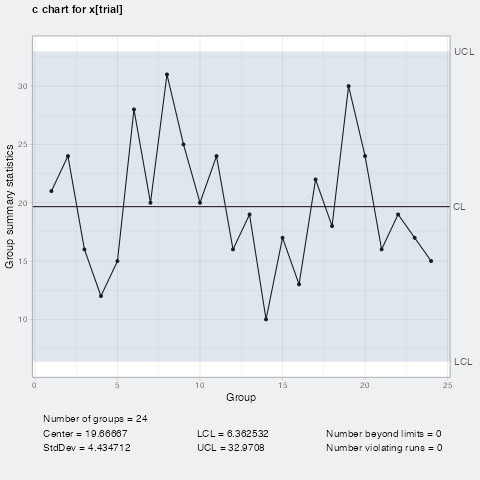 c chart for x[trial]
UCL
30
25
20
15
10
CL
LCL
Group summary statistics
0 5 10 15 20 25
Group
Number of groups = 24
Center = 19.66667 LCL = 6.362532 Number beyond limits = 0
StdDev = 4.434712 UCL = 32.9708 Number violating runs = 0